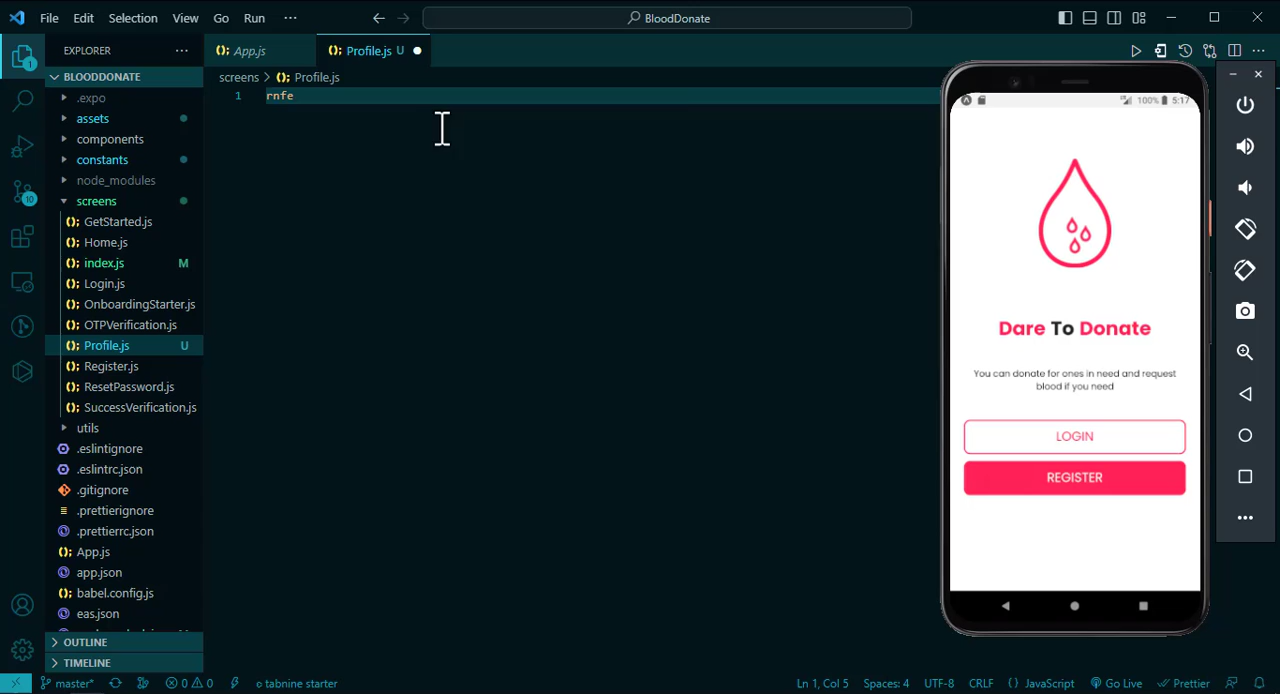 File Edit Selection View Go Run ··· BloodDonate
EXPLORER ···
App.js
Profile.js U
BLOODDONATE
screens > Profile.js
1 rnfe
.expo
assets
components
constants
node_modules
screens
GetStarted.js
Home.js
index.js M
Login.js
OnboardingStarter.js
OTPVerification.js
Profile.js U
Register.js
ResetPassword.js
SuccessVerification.js
utils
.eslintignore
.eslintrc.json
.gitignore
.prettierignore
.prettierrc.json
App.js
app.json
babel.config.js
eas.json
OUTLINE
TIMELINE
1
10
100% 5:17
Dare To Donate
You can donate for ones in need and request
blood if you need
LOGIN
REGISTER
master* 0 0 tabnine starter Ln 1, Col 5 Spaces: 4 UTF-8 CRLF JavaScript Go Live Prettier